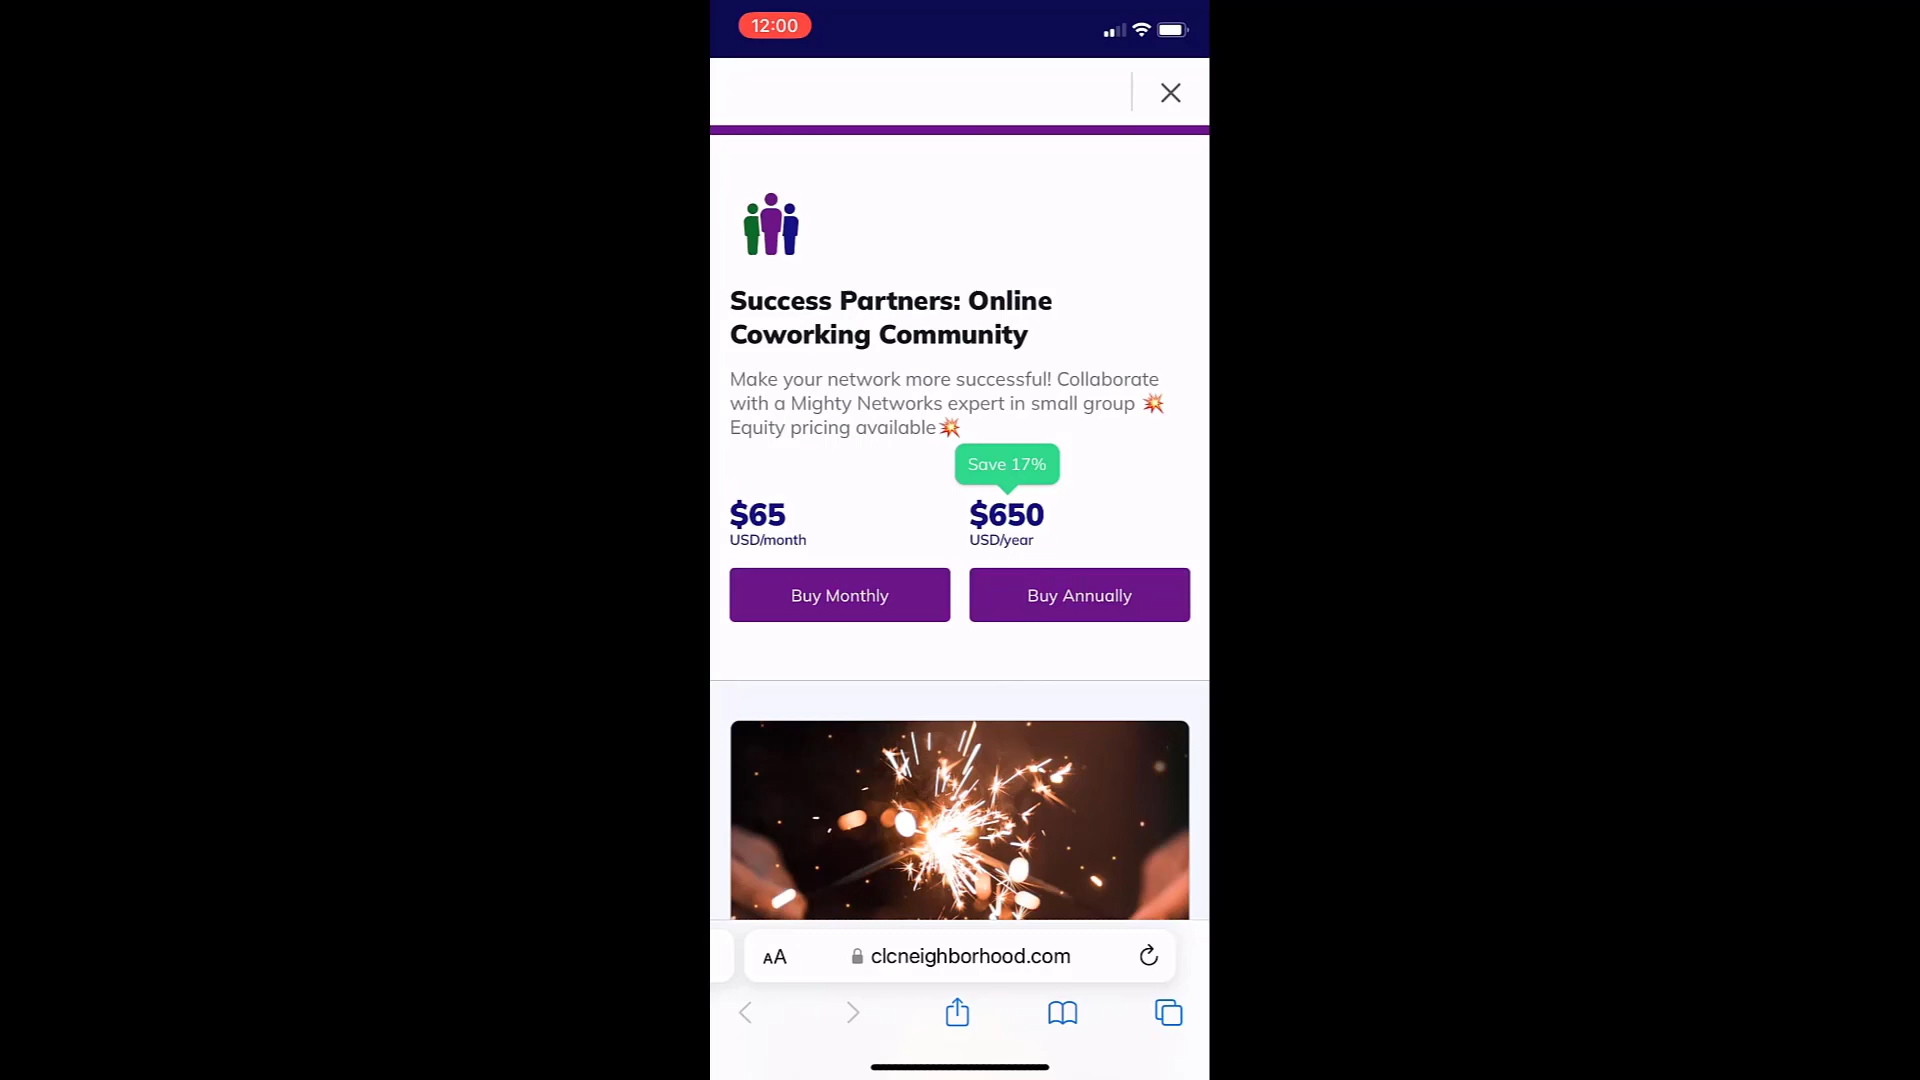 12:00
Success Partners: Online
Coworking Community
Make your network more successful! Collaborate
with a Mighty Networks expert in small group 💥
Equity pricing available💥
Save 17%
$65
USD/month
$650
USD/year
Buy Monthly
Buy Annually
AA
clcneighborhood.com